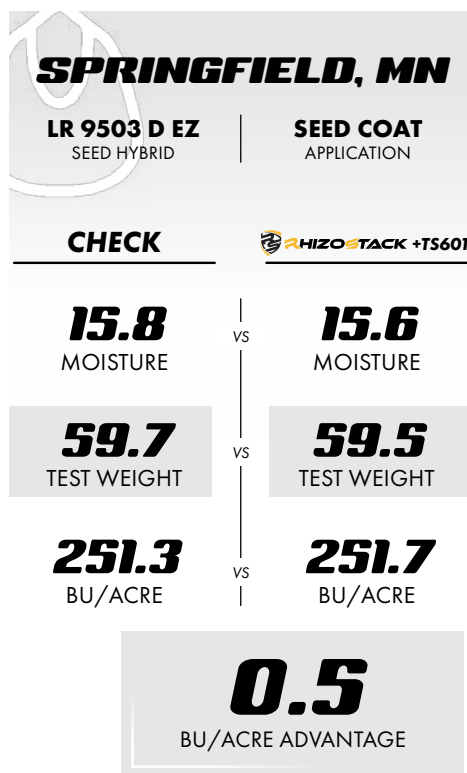 SPRINGFIELD, MN
LR 9503 D EZ
SEED HYBRID
SEED COAT
APPLICATION
CHECK
RHIZOSTACK +TS601
15.8
MOISTURE
VS
15.6
MOISTURE
59.7
TEST WEIGHT
VS
59.5
TEST WEIGHT
251.3
BU/ACRE
VS
251.7
BU/ACRE
0.5
BU/ACRE ADVANTAGE